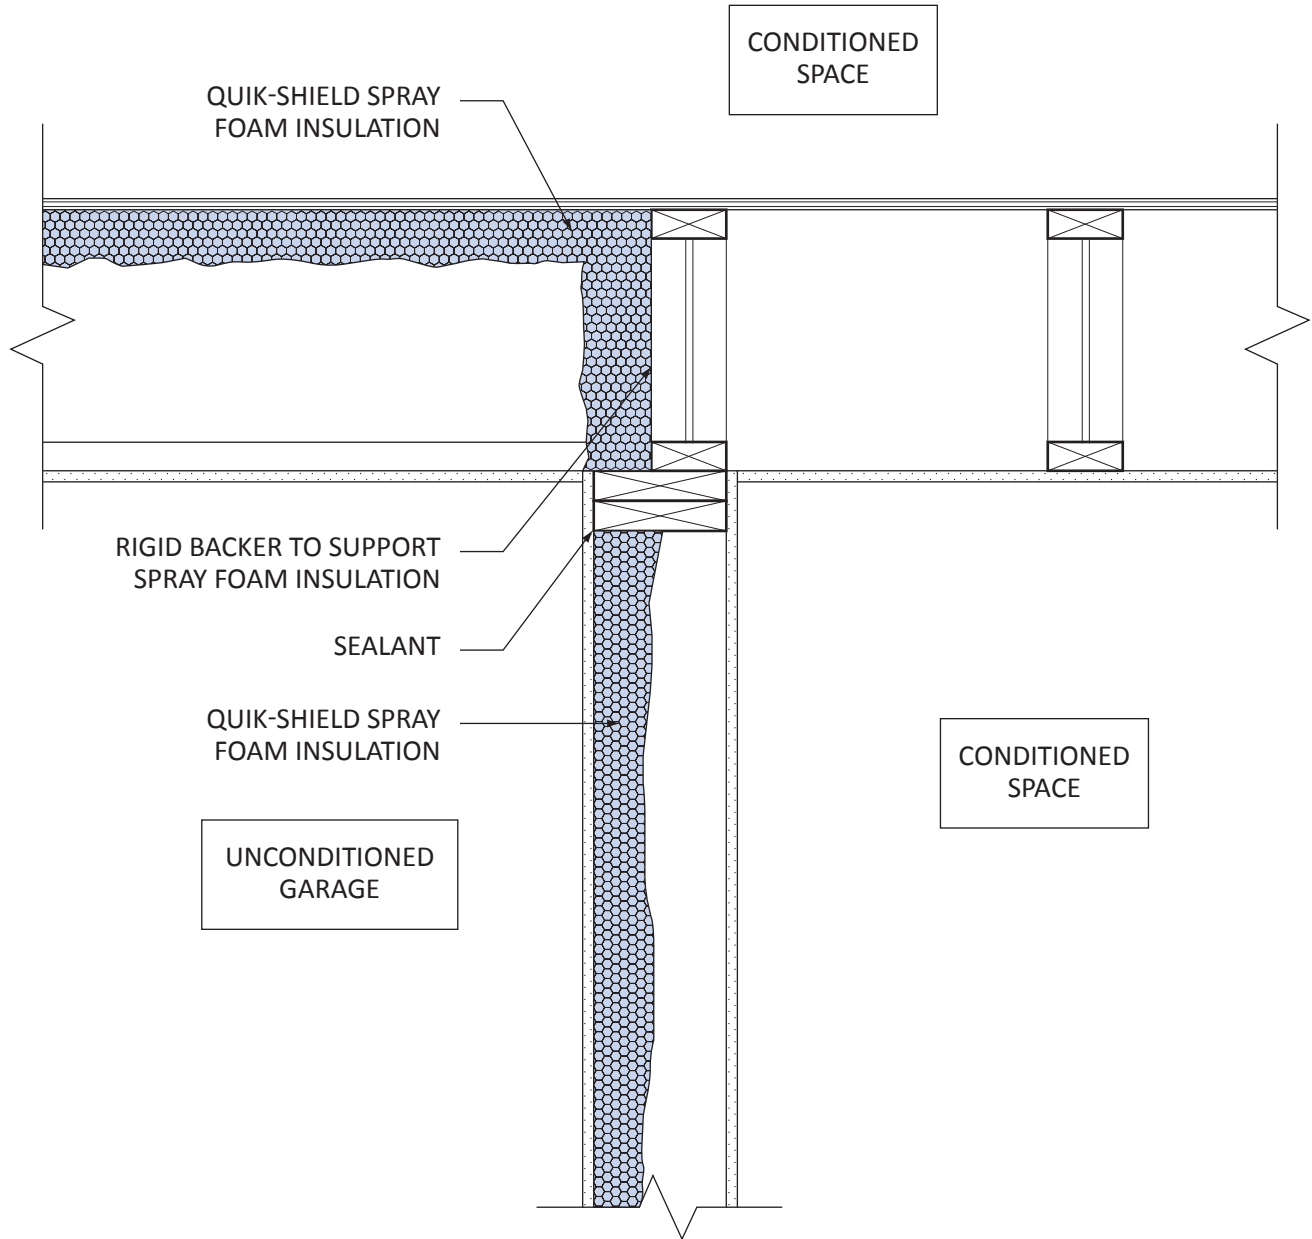 CONDITIONED
SPACE
QUIK-SHIELD SPRAY
FOAM INSULATION
RIGID BACKER TO SUPPORT
SPRAY FOAM INSULATION
SEALANT
QUIK-SHIELD SPRAY
FOAM INSULATION
CONDITIONED
SPACE
UNCONDITIONED
GARAGE